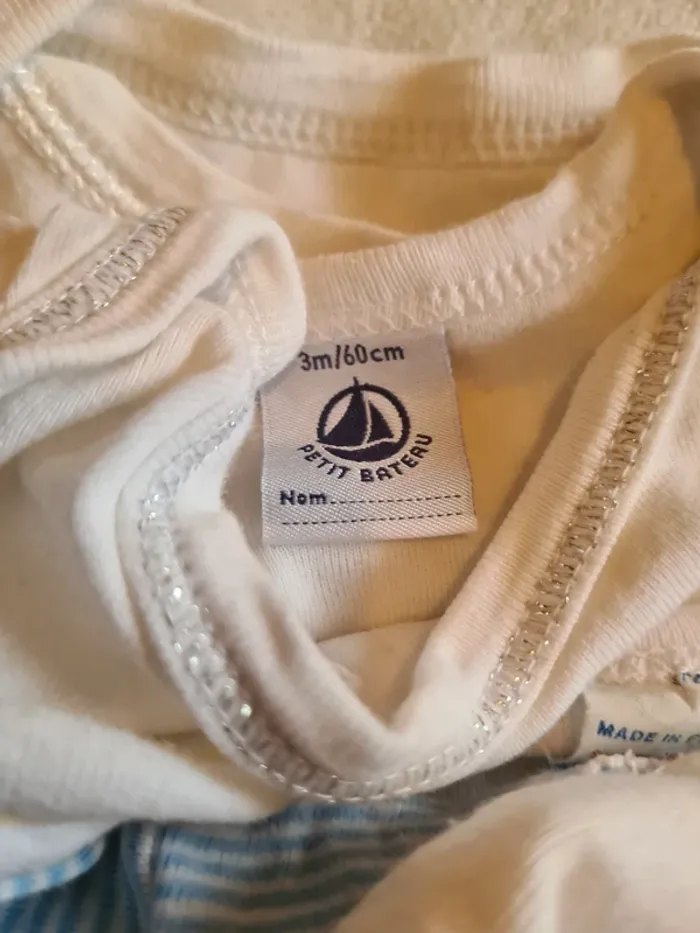 3m/60cm
PETIT BATEAU
Nom
MADE IN